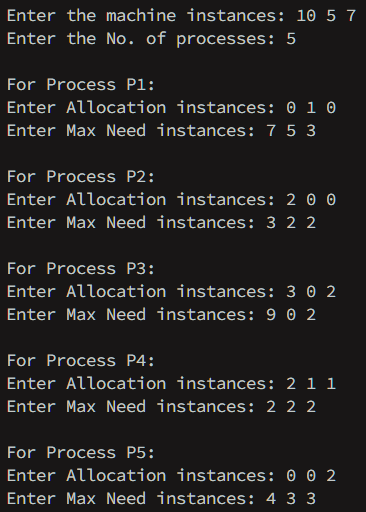 Enter the machine instances: 10 5 7
Enter the No. of processes: 5
For Process P1:
Enter Allocation instances: 0 1 0
Enter Max Need instances: 7 5 3
For Process P2:
Enter Allocation instances: 2 0 0
Enter Max Need instances: 3 2 2
For Process P3:
Enter Allocation instances: 3 0 2
Enter Max Need instances: 9 0 2
For Process P4:
Enter Allocation instances: 2 1 1
Enter Max Need instances: 2 2 2
For Process P5:
Enter Allocation instances: 0 0 2
Enter Max Need instances: 4 3 3